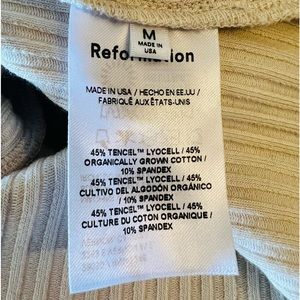 M
MADE IN
USA
Reformation
MADE IN USA / HECHO EN EE.UU /
FABRIQUÉ AUX ÉTATS-UNIS
45% TENCEL™ LYOCELL / 45%
ORGANICALLY GROWN COTTON /
10% SPANDEX
45% TENCEL™ LYOCELL / 45%
CULTIVO DEL ALGODÓN ORGÁNICO
/ 10% SPANDEX
45% TENCEL™ LYOCELL / 45%
CULTURE DU COTON ORGANIQUE /
10% SPANDEX